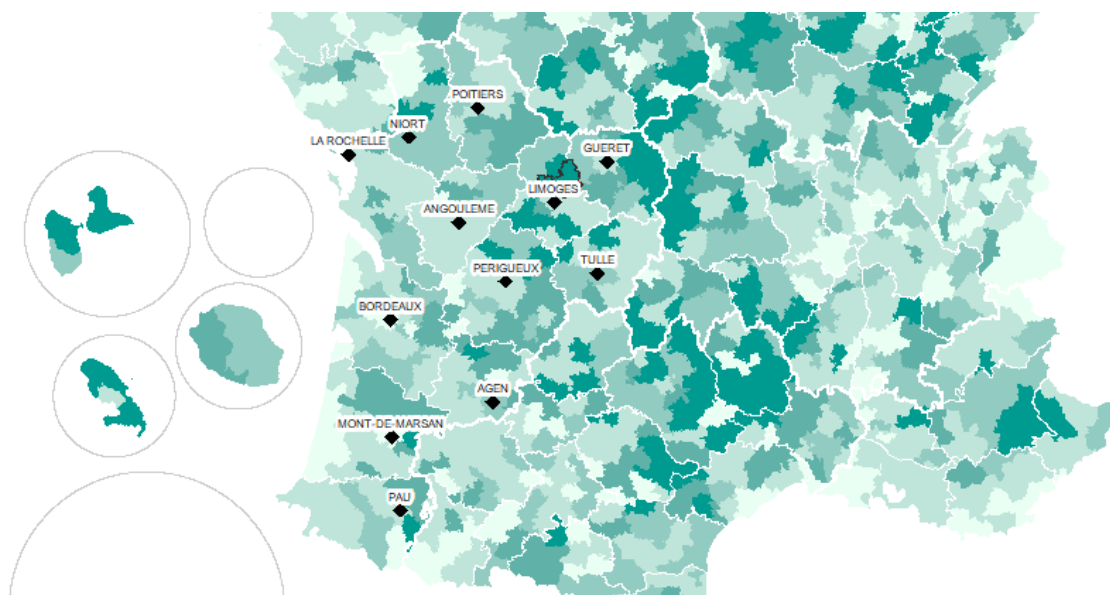 POITIERS
NIORT
LA ROCHELLE
GUERET
LIMOGES
ANGOULEME
TULLE
PERIGUEUX
BORDEAUX
AGEN
MONT-DE-MARSAN
PAU